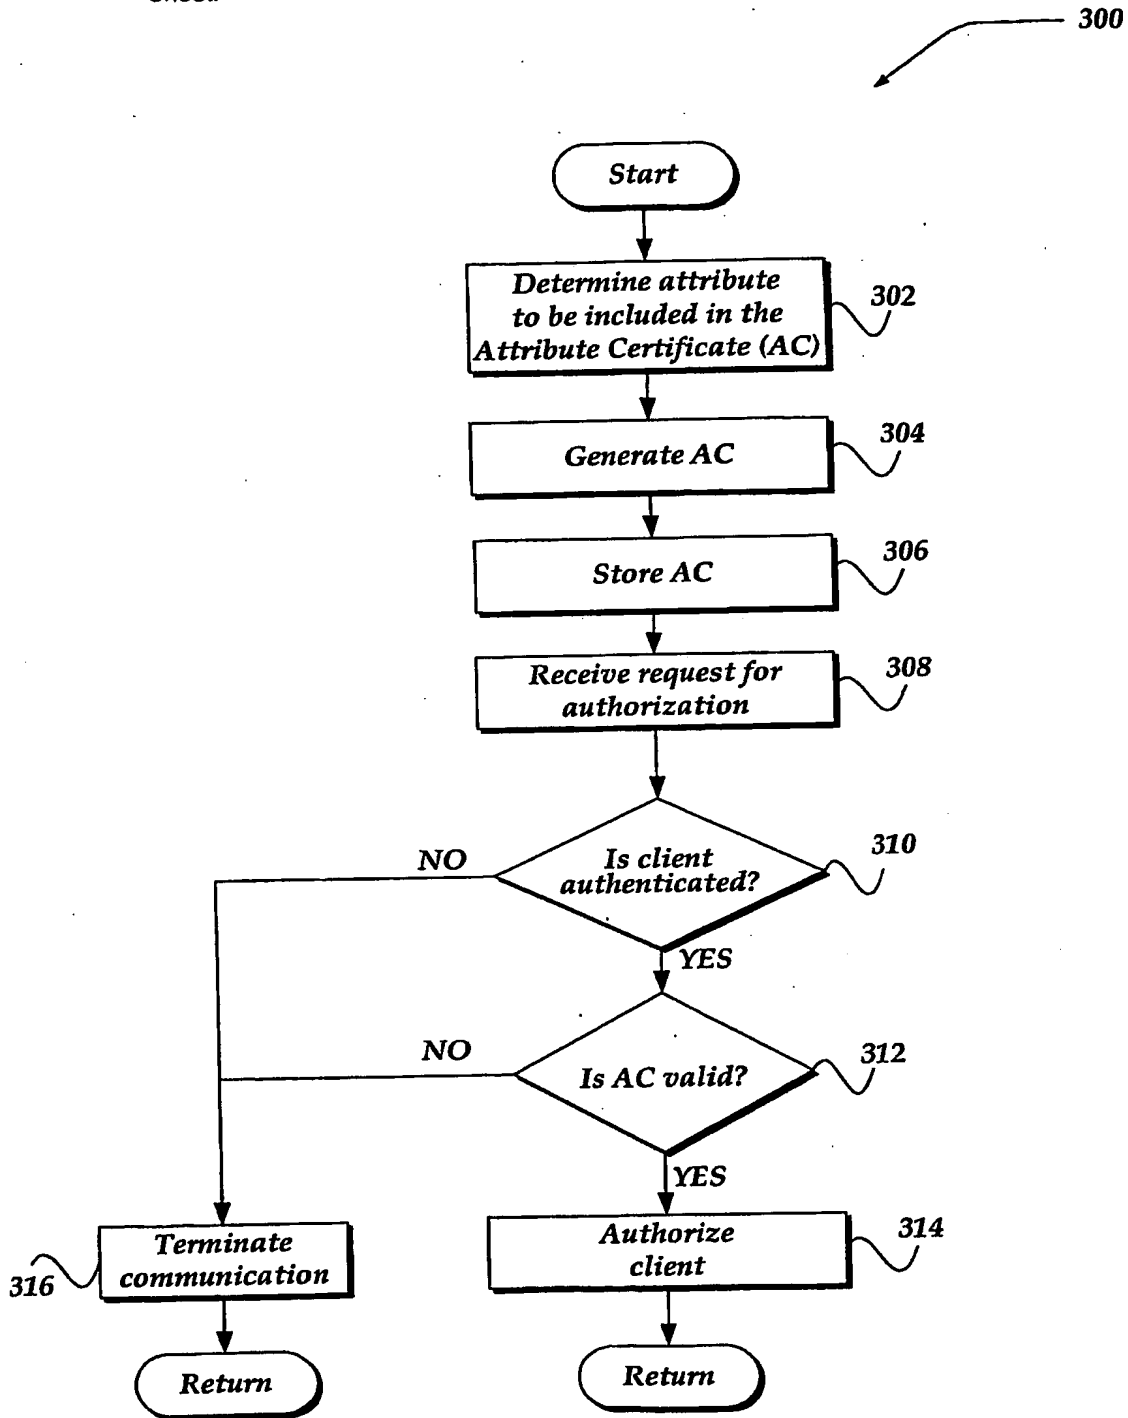 300
Start
Determine attribute
to be included in the
Attribute Certificate (AC)
302
Generate AC
304
Store AC
306
Receive request for
authorization
308
Is client
authenticated?
310
NO
YES
Is AC valid?
312
NO
YES
Terminate
communication
316
Authorize
client
314
Return
Return